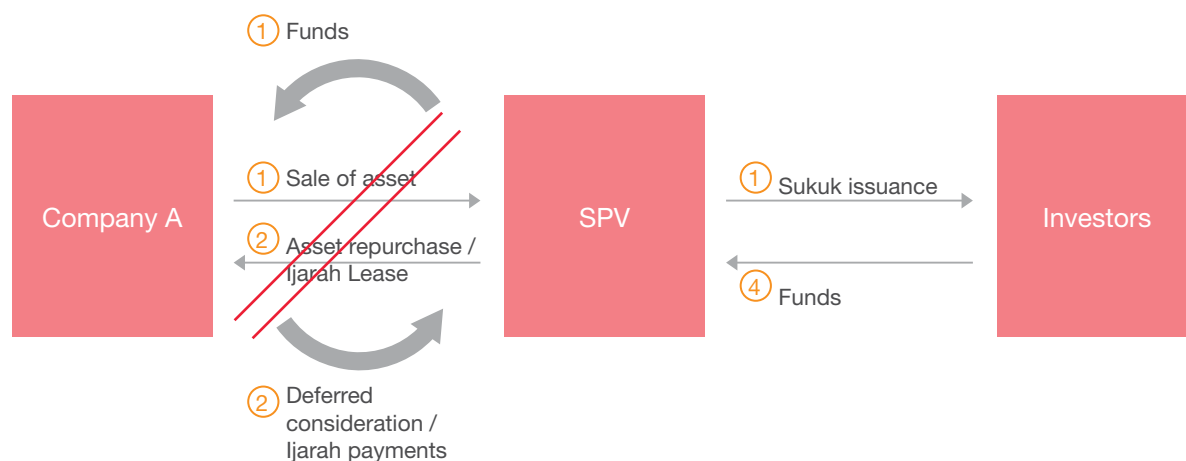 1 Funds
Company A
1 Sale of asset
2 Asset repurchase /
Ijarah Lease
2 Deferred
consideration /
Ijarah payments
SPV
1 Sukuk issuance
4 Funds
Investors